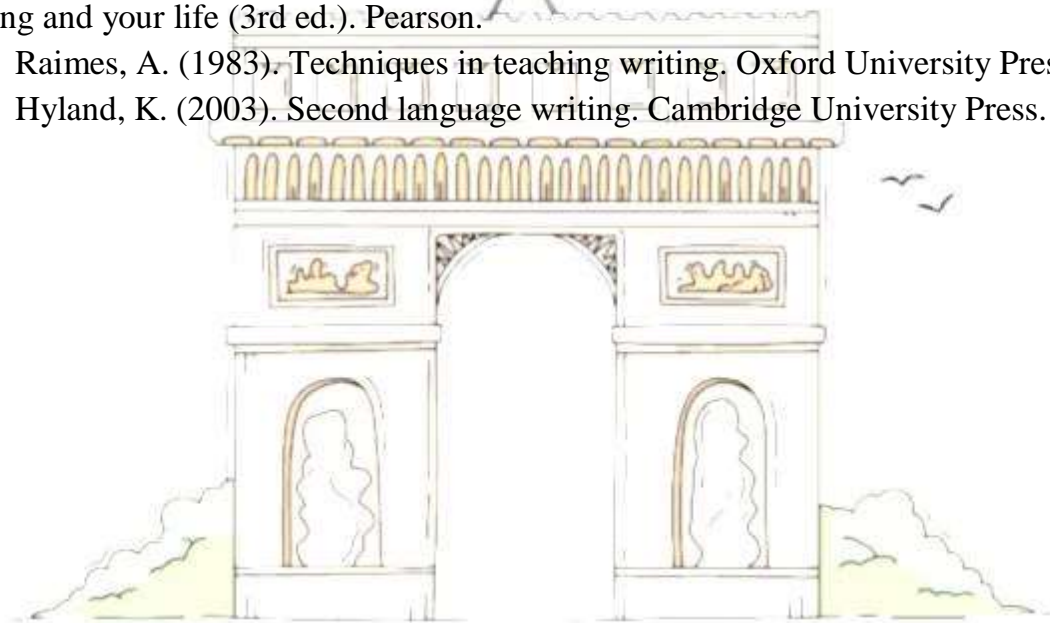 ng and your life (3rd ed.). Pearson.
Raimes, A. (1983). Techniques in teaching writing. Oxford University Pres
Hyland, K. (2003). Second language writing. Cambridge University Press.